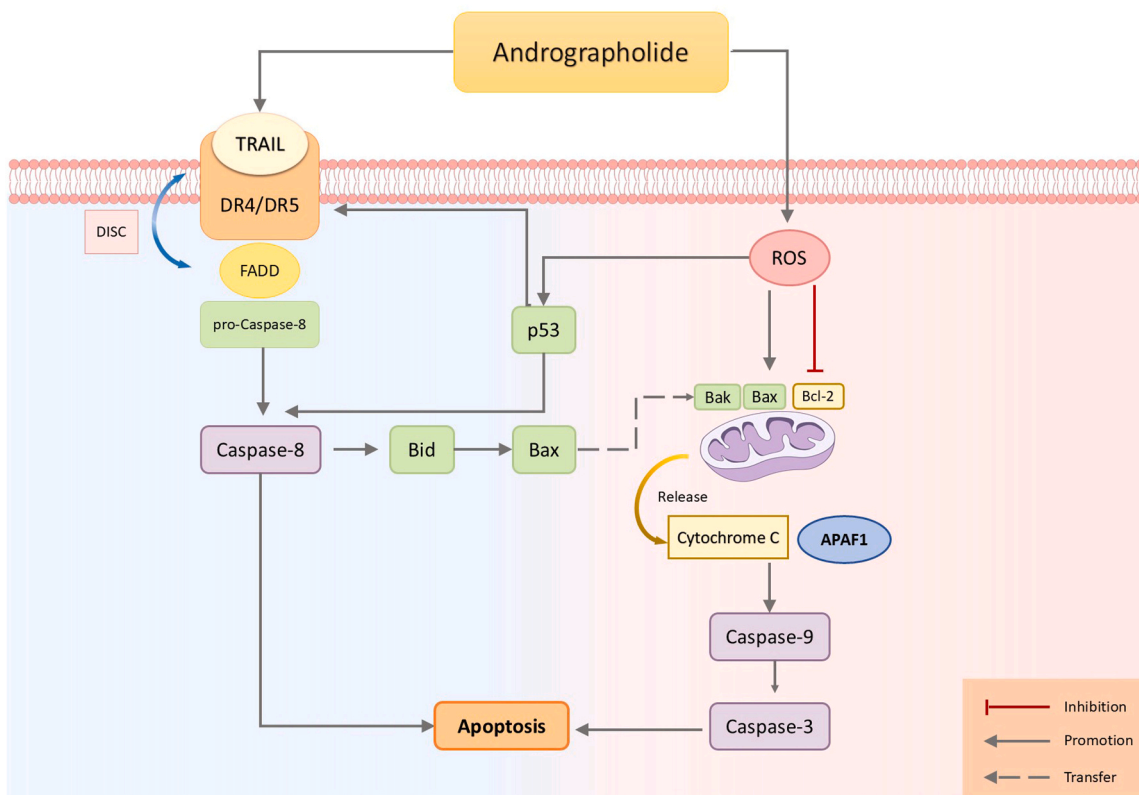 Andrographolide
TRAIL
DR4/DR5
DISC
FADD
pro-Caspase-8
ROS
p53
Bak
Bax
Bcl-2
Caspase-8
Bid
Bax
Release
Cytochrome C
APAF1
Caspase-9
Apoptosis
Caspase-3
Inhibition
Promotion
Transfer